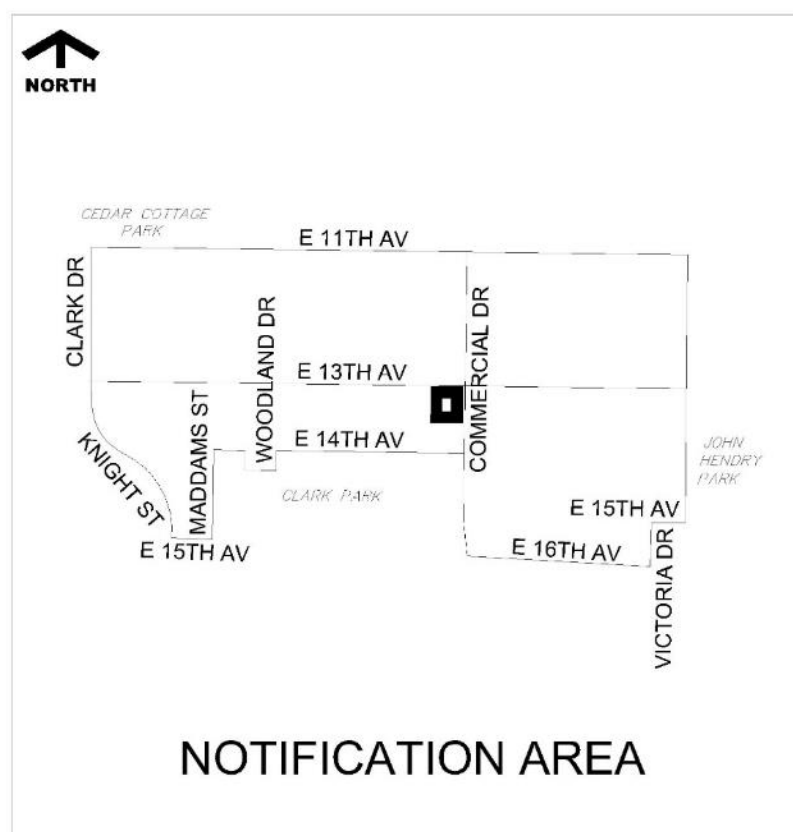 NORTH
CEDAR COTTAGE
PARK
E 11TH AV
CLARK DR
WOODLAND DR
COMMERCIAL DR
E 13TH AV
MADDAMS ST
KNIGHT ST
E 14TH AV
JOHN
HENDRY
PARK
CLARK PARK
E 15TH AV
E 15TH AV
E 16TH AV
VICTORIA DR
NOTIFICATION AREA